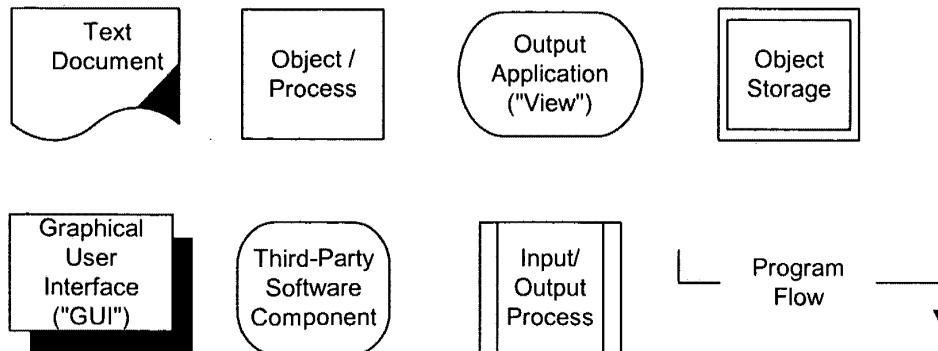 Text
Document
Object /
Process
Output
Application
("View")
Object
Storage
Graphical
User
Interface
("GUI")
Third-Party
Software
Component
Input/
Output
Process
Program
Flow